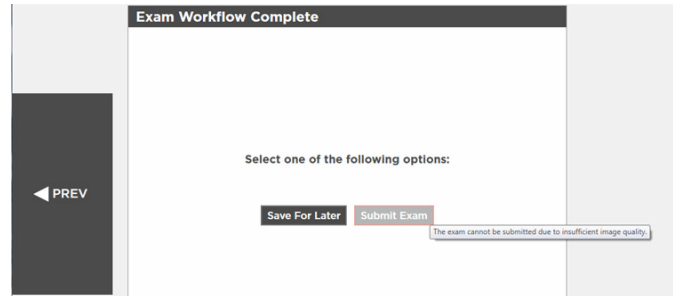 Exam Workflow Complete
Select one of the following options:
PREV
Save For Later
Submit Exam
The exam cannot be submitted due to insufficient image quality.